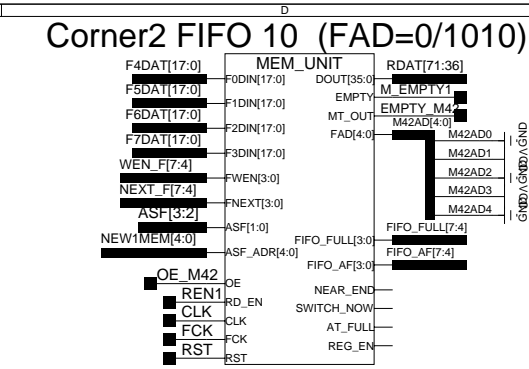 D
Corner2 FIFO 10 (FAD=0/1010)
MEM_UNIT
F4DAT[17:0]
F0DIN[17:0]
DOUT[35:0]
RDAT[71:36]
F5DAT[17:0]
F1DIN[17:0]
EMPTY
M_EMPTY1
F6DAT[17:0]
F2DIN[17:0]
MT_OUT
EMPTY_M42
F7DAT[17:0]
F3DIN[17:0]
FAD[4:0]
M42AD[4:0]
M42AD0
GND
M42AD1
M42AD2
GND
M42AD3
M42AD4
GND
WEN_F[7:4]
FWEN[3:0]
NEXT_F[7:4]
FNEXT[3:0]
ASF[3:2]
ASF[1:0]
FIFO_FULL[3:0]
FIFO_FULL[7:4]
NEW1MEM[4:0]
ASF_ADR[4:0]
FIFO_AF[3:0]
FIFO_AF[7:4]
OE_M42
OE
NEAR_END
REN1
RD_EN
SWITCH_NOW
CLK
CLK
AT_FULL
FCK
FCK
REG_EN
RST
RST